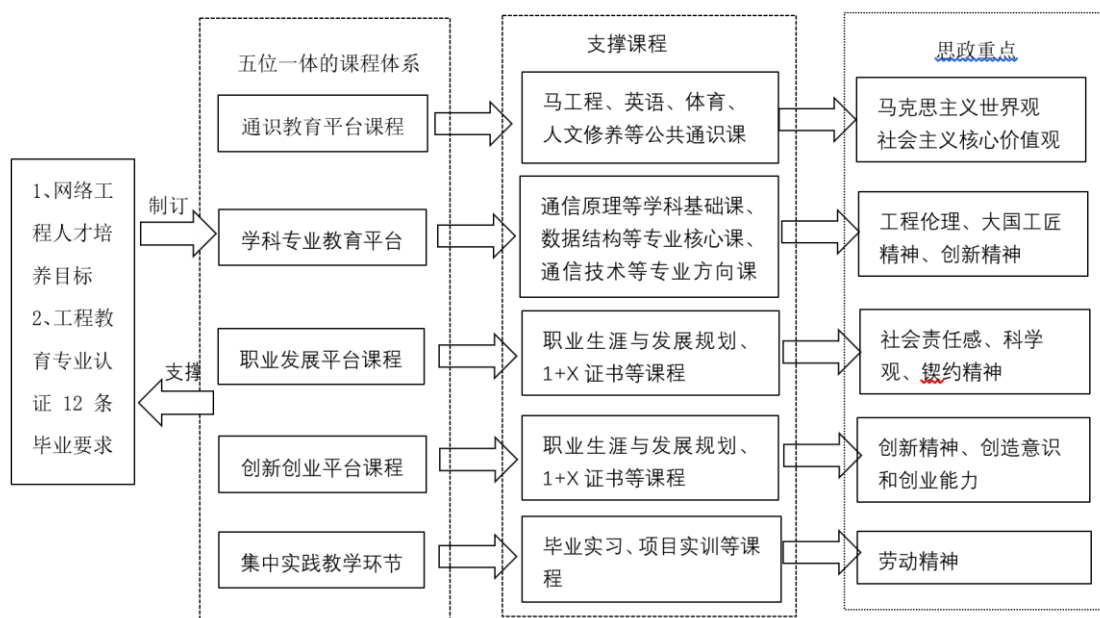 1、网络工
程人才培
养目标
2、工程教
育专业认
证 12 条
毕业要求
制订
支撑
五位一体的课程体系
通识教育平台课程
学科专业教育平台
职业发展平台课程
创新创业平台课程
集中实践教学环节
支撑课程
马工程、英语、体育、
人文修养等公共通识课
通信原理等学科基础课、
数据结构等专业核心课、
通信技术等专业方向课
职业生涯与发展规划、
1+X 证书等课程
职业生涯与发展规划、
1+X 证书等课程
毕业实习、项目实训等课
程
思政重点
马克思主义世界观
社会主义核心价值观
工程伦理、大国工匠
精神、创新精神
社会责任感、科学
观、锲约精神
创新精神、创造意识
和创业能力
劳动精神